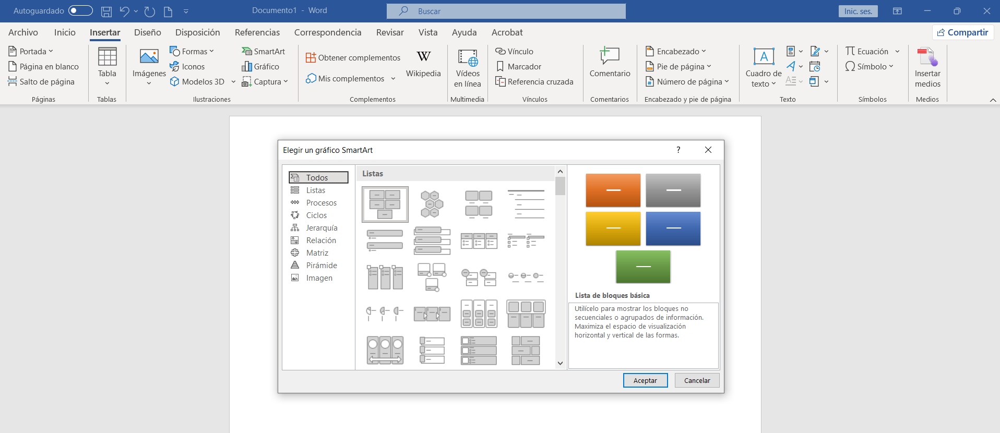 Autoguardado
Documento1 - Word
Buscar
Inic. ses.
Archivo Inicio Insertar Diseño Disposición Referencias Correspondencia Revisar Vista Ayuda Acrobat
Compartir
Portada
Página en blanco
Salto de página
Páginas
Tabla
Tablas
Imágenes
Formas
Iconos
Modelos 3D
SmartArt
Gráfico
Captura
Ilustraciones
Obtener complementos
Mis complementos
W
Wikipedia
Complementos
Vídeos
en línea
Multimedia
Vínculo
Marcador
Referencia cruzada
Vínculos
Comentario
Comentarios
Encabezado
Pie de página
Número de página
Encabezado y pie de página
A
Cuadro de
texto
Texto
Ecuación
Símbolo
Símbolos
Insertar
medios
Medios
Elegir un gráfico SmartArt
?
Todos
Listas
Procesos
Ciclos
Jerarquía
Relación
Matriz
Pirámide
Imagen
Listas
Lista de bloques básica
Utilícelo para mostrar los bloques no
secuenciales o agrupados de información.
Maximiza el espacio de visualización
horizontal y vertical de las formas.
Aceptar
Cancelar